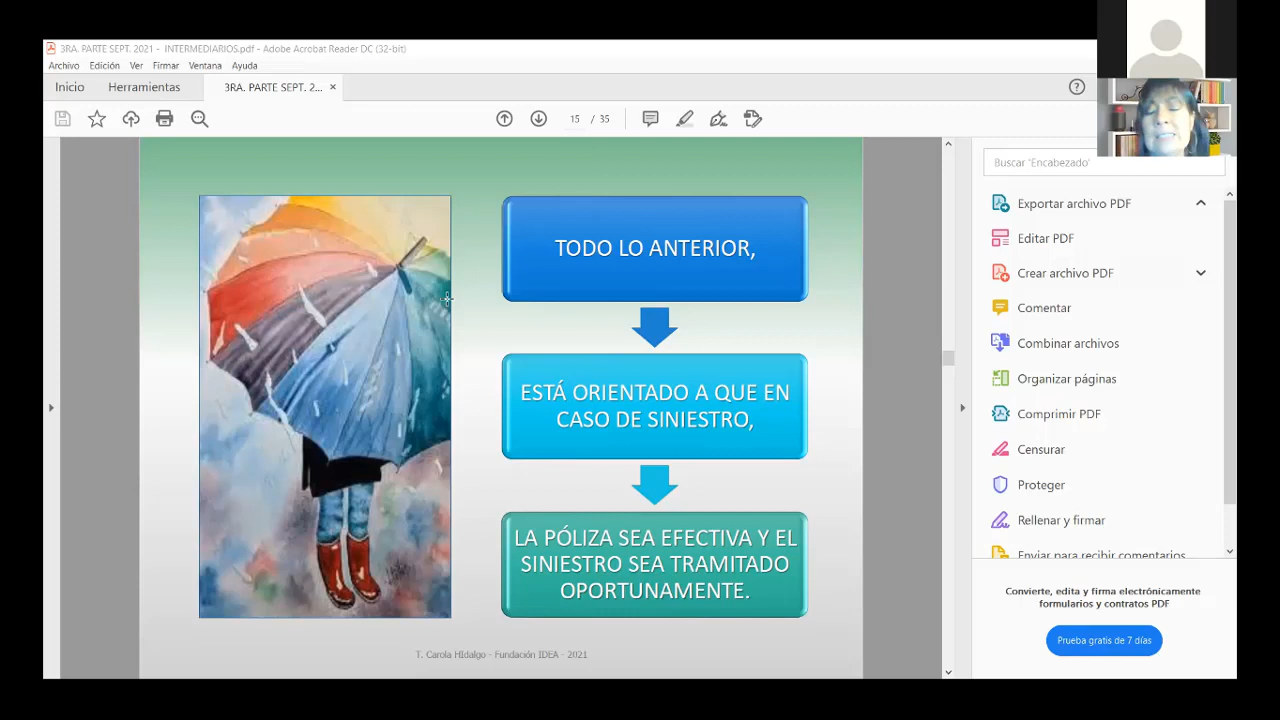 3RA. PARTE SEPT. 2021 - INTERMEDIARIOS.pdf - Adobe Acrobat Reader DC (32-bit)
Archivo Edición Ver Firmar Ventana Ayuda
Inicio Herramientas 3RA. PARTE SEPT. 2... ×
15 / 35
TODO LO ANTERIOR,
ESTÁ ORIENTADO A QUE EN
CASO DE SINIESTRO,
LA PÓLIZA SEA EFECTIVA Y EL
SINIESTRO SEA TRAMITADO
OPORTUNAMENTE.
T. Carola HIdalgo - Fundación IDEA - 2021
Buscar 'Encabezado'
Exportar archivo PDF
Editar PDF
Crear archivo PDF
Comentar
Combinar archivos
Organizar páginas
Comprimir PDF
Censurar
Proteger
Rellenar y firmar
Enviar para recibir comentarios
Convierte, edita y firma electrónicamente
formularios y contratos PDF
Prueba gratis de 7 días